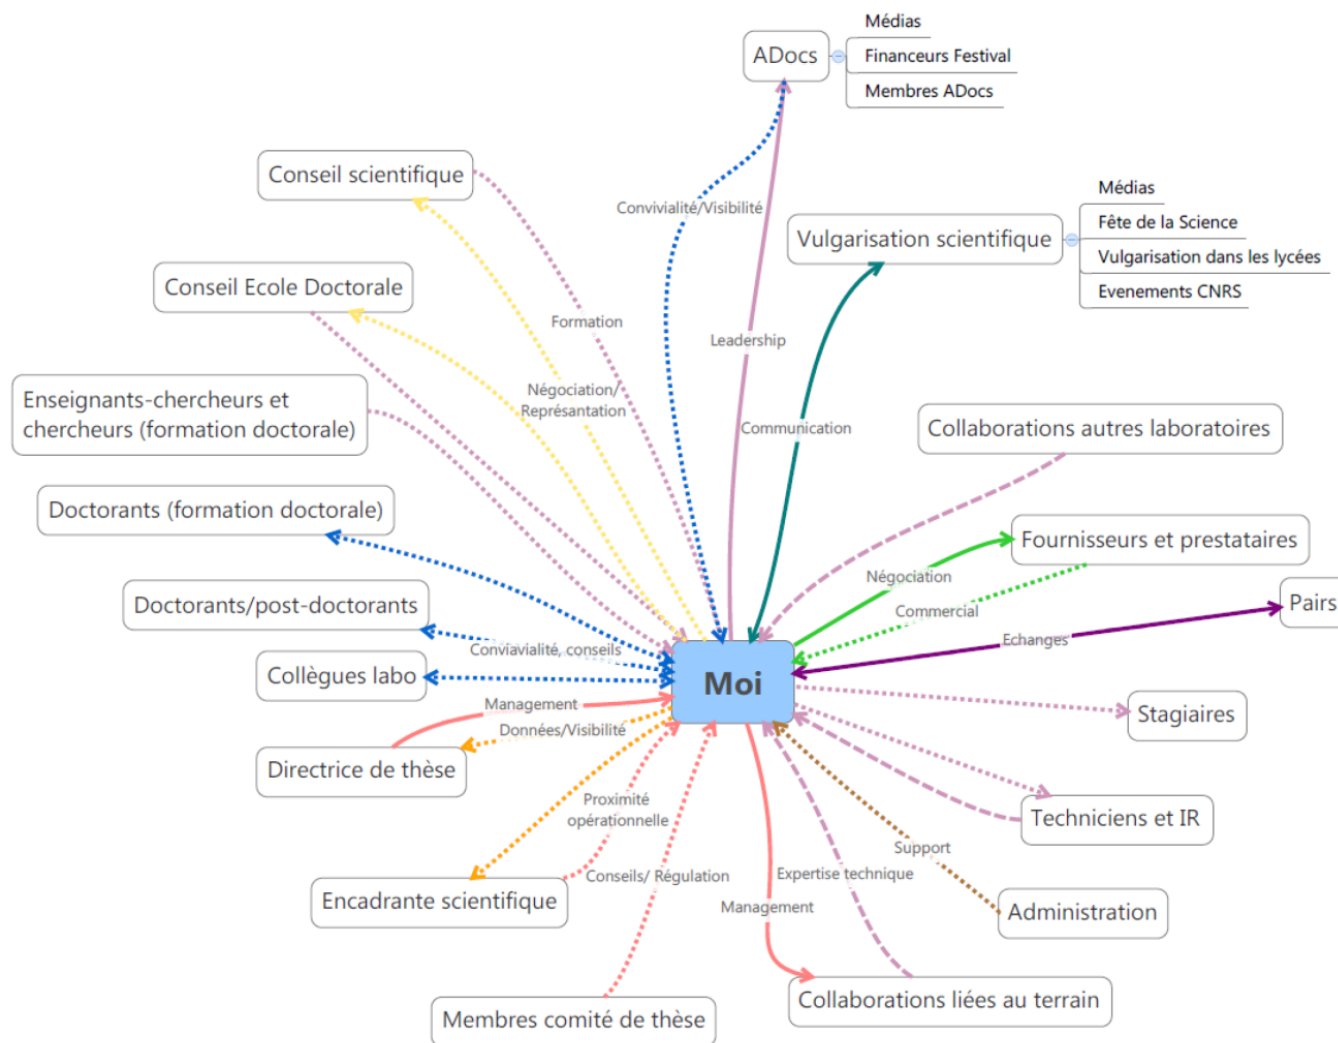 Médias
ADocs
Financeurs Festival
Membres ADocs
Conseil scientifique
Convivialité/Visibilité
Médias
Vulgarisation scientifique
Fête de la Science
Vulgarisation dans les lycées
Evenements CNRS
Conseil Ecole Doctorale
Formation
Leadership
Négociation/
Représantation
Enseignants-chercheurs et
chercheurs (formation doctorale)
Communication
Collaborations autres laboratoires
Doctorants (formation doctorale)
Fournisseurs et prestataires
Négociation
Commercial
Doctorants/post-doctorants
Pairs
Echanges
Conviavialité, conseils
Collègues labo
Moi
Management
Stagiaires
Données/Visibilité
Directrice de thèse
Proximité
opérationnelle
Techniciens et IR
Support
Conseils/ Régulation
Expertise technique
Encadrante scientifique
Management
Administration
Collaborations liées au terrain
Membres comité de thèse